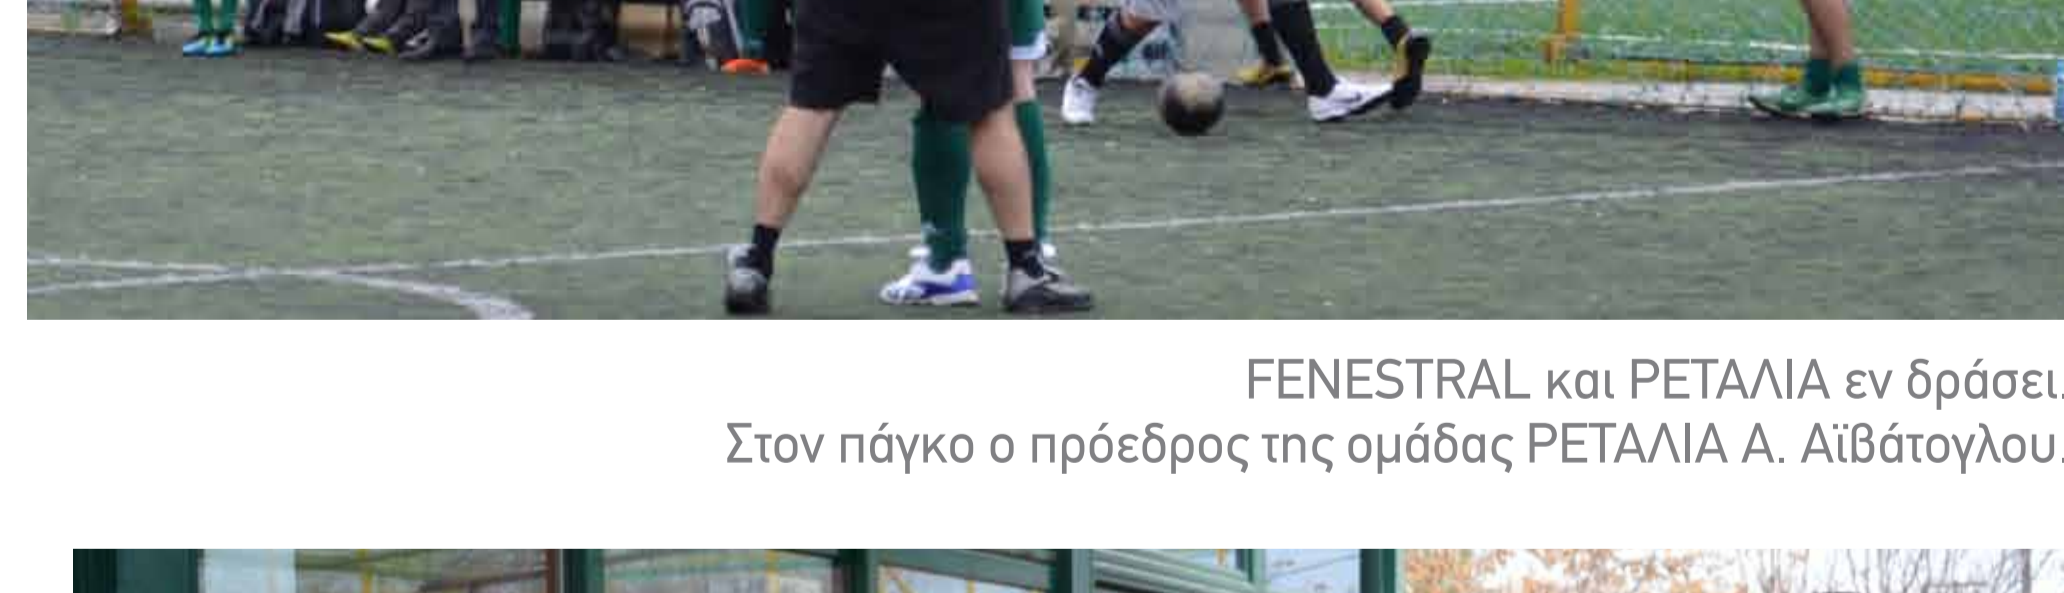 FENESTRAL και ΡΕΤΑΛΙΑ εν δράσει.
Στον πάγκο ο πρόεδρος της ομάδας ΡΕΤΑΛΙΑ Α. Αϊβάτογλου.